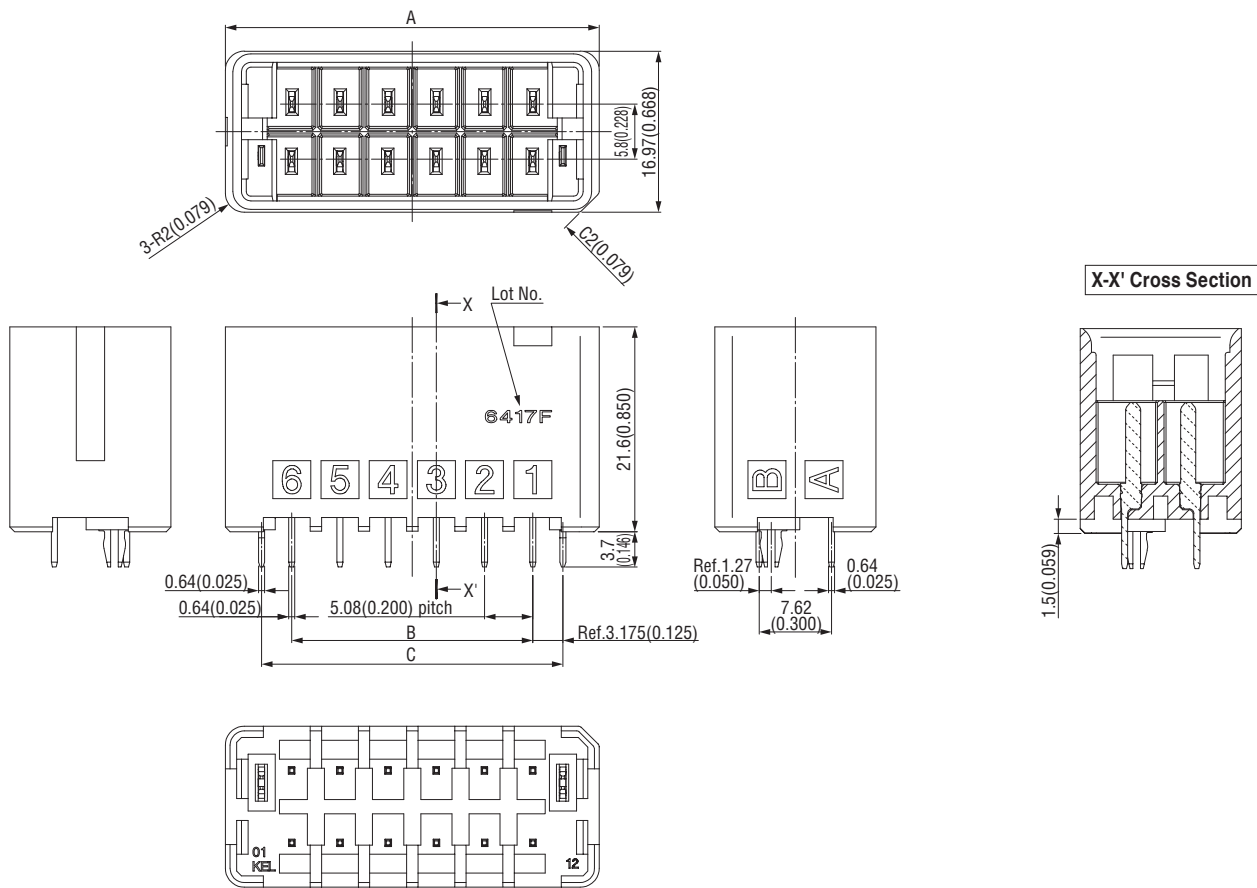 A
5.8(0.228)
16.97(0.668)
3-R2(0.079)
C2(0.079)
X-X' Cross Section
X
Lot No.
6417F
21.6(0.850)
6 5 4 3 2 1
B A
3.7
(0.146)
0.64(0.025)
0.64(0.025)
X'
5.08(0.200) pitch
B
Ref.3.175(0.125)
C
Ref.1.27
(0.050)
0.64
(0.025)
7.62
(0.300)
1.5(0.059)
01
KEL
12